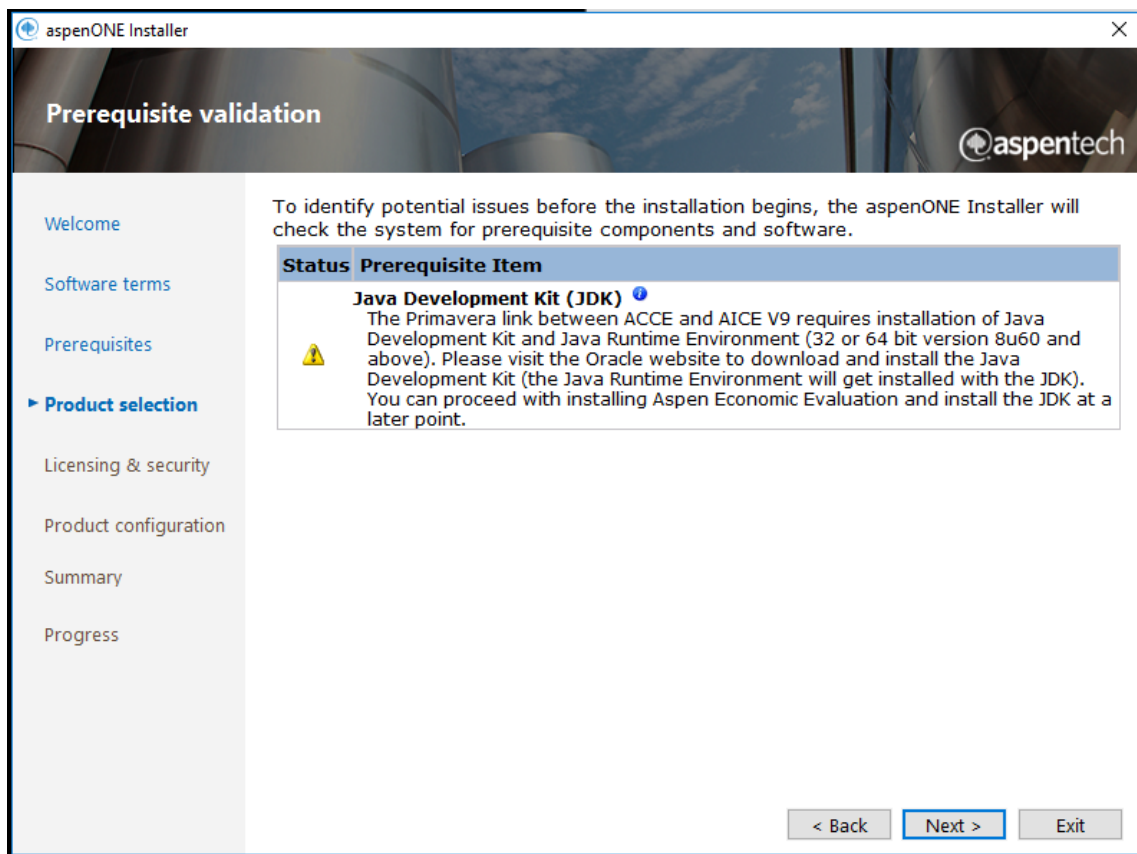 aspenONE Installer
Prerequisite validation
aspentech
Welcome
Software terms
Prerequisites
Product selection
Licensing & security
Product configuration
Summary
Progress
To identify potential issues before the installation begins, the aspenONE Installer will
check the system for prerequisite components and software.
Status Prerequisite Item
Java Development Kit (JDK)
The Primavera link between ACCE and AICE V9 requires installation of Java
Development Kit and Java Runtime Environment (32 or 64 bit version 8u60 and
above). Please visit the Oracle website to download and install the Java
Development Kit (the Java Runtime Environment will get installed with the JDK).
You can proceed with installing Aspen Economic Evaluation and install the JDK at a
later point.
< Back Next > Exit